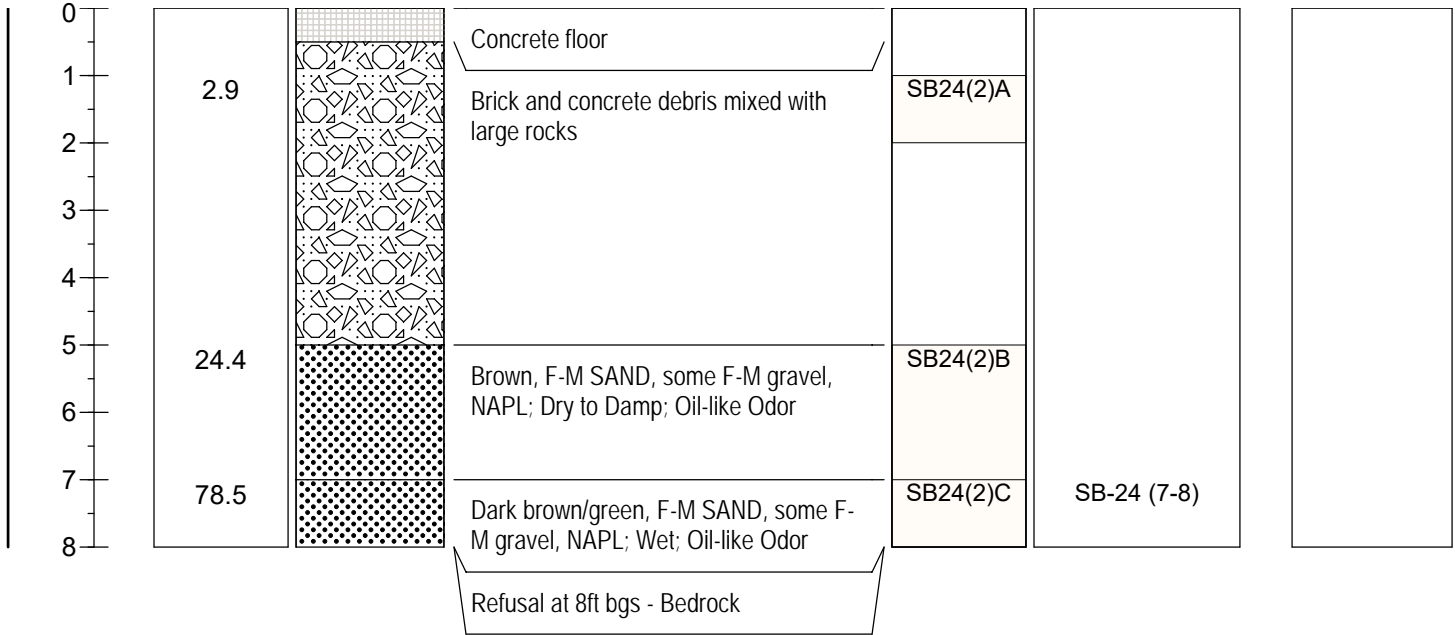 0
Concrete floor
1
2.9
SB24(2)A
Brick and concrete debris mixed with
large rocks
2
3
4
5
24.4
SB24(2)B
Brown, F-M SAND, some F-M gravel,
NAPL; Dry to Damp; Oil-like Odor
6
7
78.5
SB24(2)C
SB-24 (7-8)
Dark brown/green, F-M SAND, some F-
M gravel, NAPL; Wet; Oil-like Odor
8
Refusal at 8ft bgs - Bedrock